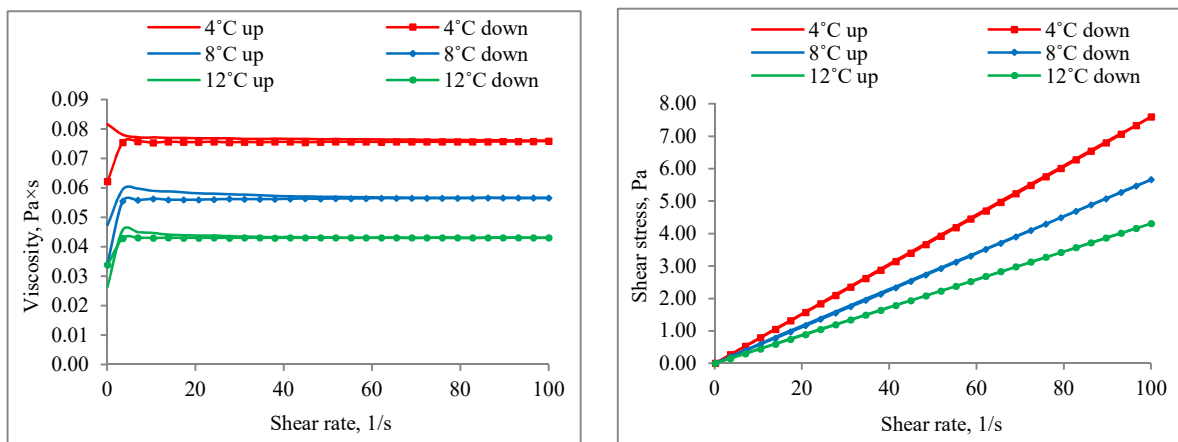 4˚C up 4˚C down
8˚C up 8˚C down
12˚C up 12˚C down
Viscosity, Pa×s
0.09
0.08
0.07
0.06
0.05
0.04
0.03
0.02
0.01
0.00
0 20 40 60 80 100
Shear rate, 1/s
4˚C up 4˚C down
8˚C up 8˚C down
12˚C up 12˚C down
Shear stress, Pa
8.00
7.00
6.00
5.00
4.00
3.00
2.00
1.00
0.00
0 20 40 60 80 100
Shear rate, 1/s